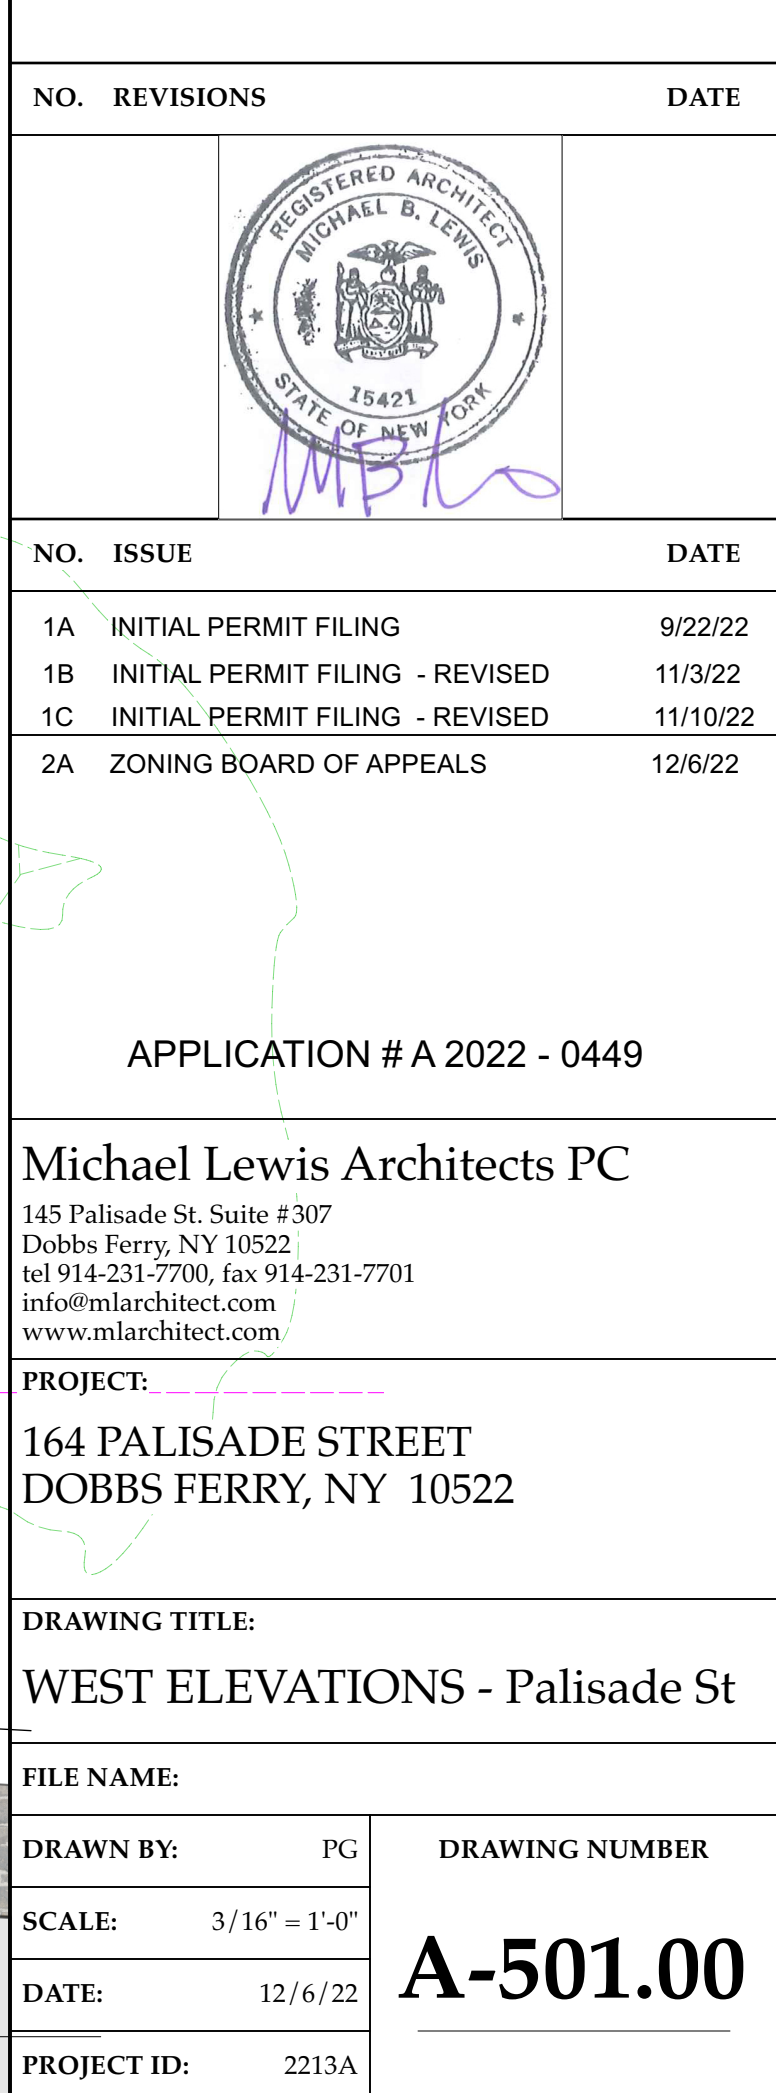 NO. REVISIONS DATE
REGISTERED ARCHITECT
MICHAEL B. LEWIS
15421
STATE OF NEW YORK
NO. ISSUE DATE
1A INITIAL PERMIT FILING 9/22/22
1B INITIAL PERMIT FILING - REVISED 11/3/22
1C INITIAL PERMIT FILING - REVISED 11/10/22
2A ZONING BOARD OF APPEALS 12/6/22
APPLICATION # A 2022 - 0449
Michael Lewis Architects PC
145 Palisade St. Suite #307
Dobbs Ferry, NY 10522
tel 914-231-7700, fax 914-231-7701
info@mlarchitect.com
www.mlarchitect.com
PROJECT:
164 PALISADE STREET
DOBBS FERRY, NY 10522
DRAWING TITLE:
WEST ELEVATIONS - Palisade St
FILE NAME:
DRAWN BY: PG
DRAWING NUMBER
SCALE: 3/16" = 1'-0"
A-501.00
DATE: 12/6/22
PROJECT ID: 2213A